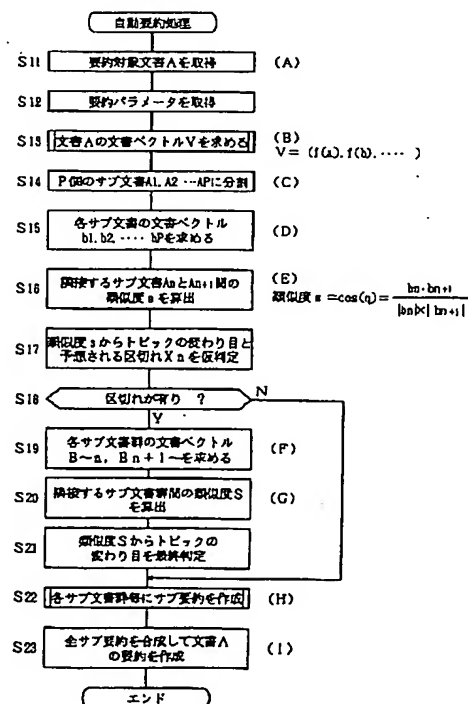 自動要約処理
S11 要約対象文書Aを取得 (A)
S12 要約パラメータを取得
S13 文書Aの文書ベクトルVを求める (B)
V= (f(a).f(b).‥‥ )
S14 P個のサブ文書A1.A2 ‥‥APに分割 (C)
S15 各サブ文書の文書ベクトル (D)
b1.b2.‥‥ bPを求める
S16 隣接するサブ文書AnとAn+1間の (E)
類似度sを算出
類似度 s =cos(η)= bn・bn+1
|bn|×| bn+1|
S17 類似度sからトピックの変わり目と
予想される区切れXnを仮判定
S18 区切れが有り ? N
Y
S19 各サブ文書群の文書ベクトル (F)
B~n, Bn+1~を求める
S20 隣接するサブ文書群間の類似度S (G)
を算出
S21 類似度Sからトピックの
変わり目を最終判定
S22 各サブ文書群毎にサブ要約を作成 (H)
S23 全サブ要約を合成して文書A (I)
の要約を作成
エンド